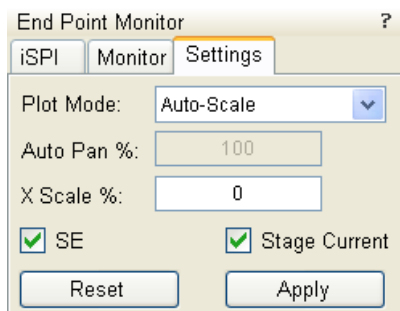 End Point Monitor ?
iSPI Monitor Settings
Plot Mode: Auto-Scale
Auto Pan %: 100
X Scale %: 0
SE Stage Current
Reset Apply